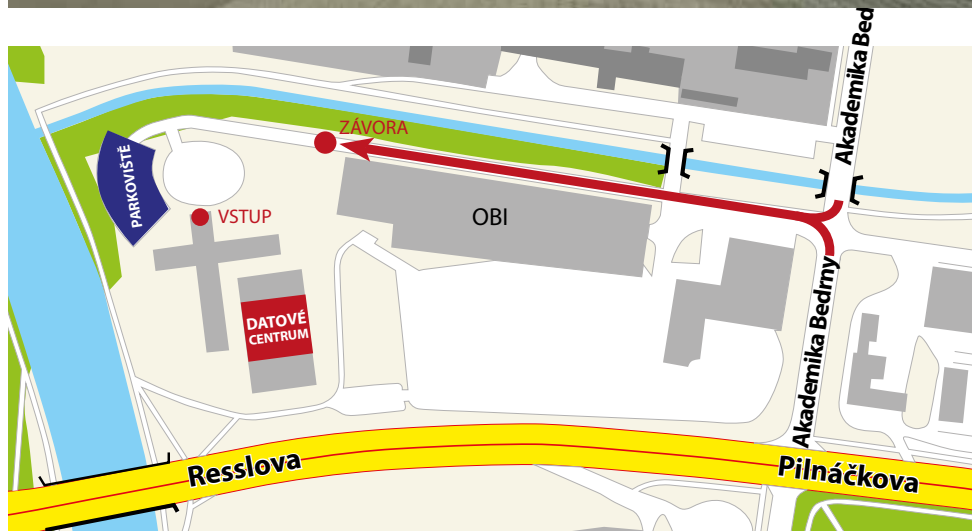 Akademika Bed
ZÁVORA
PARKOVIŠTĚ
VSTUP
OBI
DATOVÉ
CENTRUM
Akademika Bedrny
Resslova
Pilnáčkova